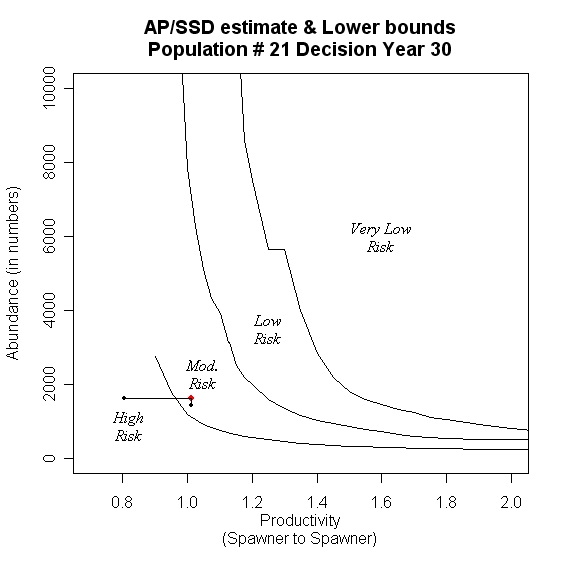 AP/SSD estimate & Lower bounds
Population # 21 Decision Year 30
Abundance (in numbers)
10000
8000
6000
4000
2000
0
Very Low
Risk
Low
Risk
Mod.
Risk
High
Risk
0.8 1.0 1.2 1.4 1.6 1.8 2.0
Productivity
(Spawner to Spawner)